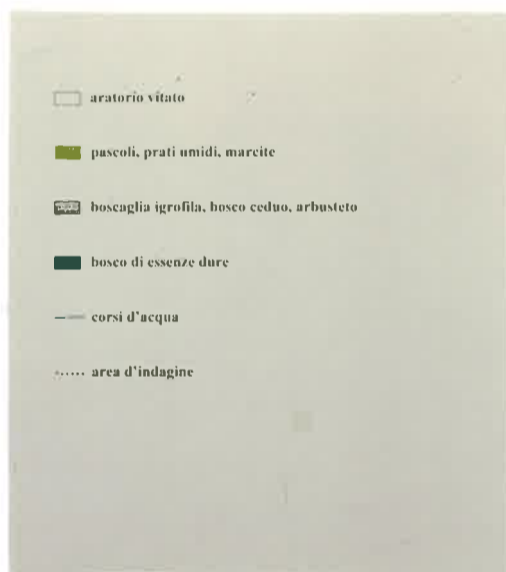 aratorio vitato
pascoli, prati umidi, marcite
boscaglia igrofila, bosco ceduo, arbusteto
bosco di essenze dure
corsi d'acqua
area d'indagine